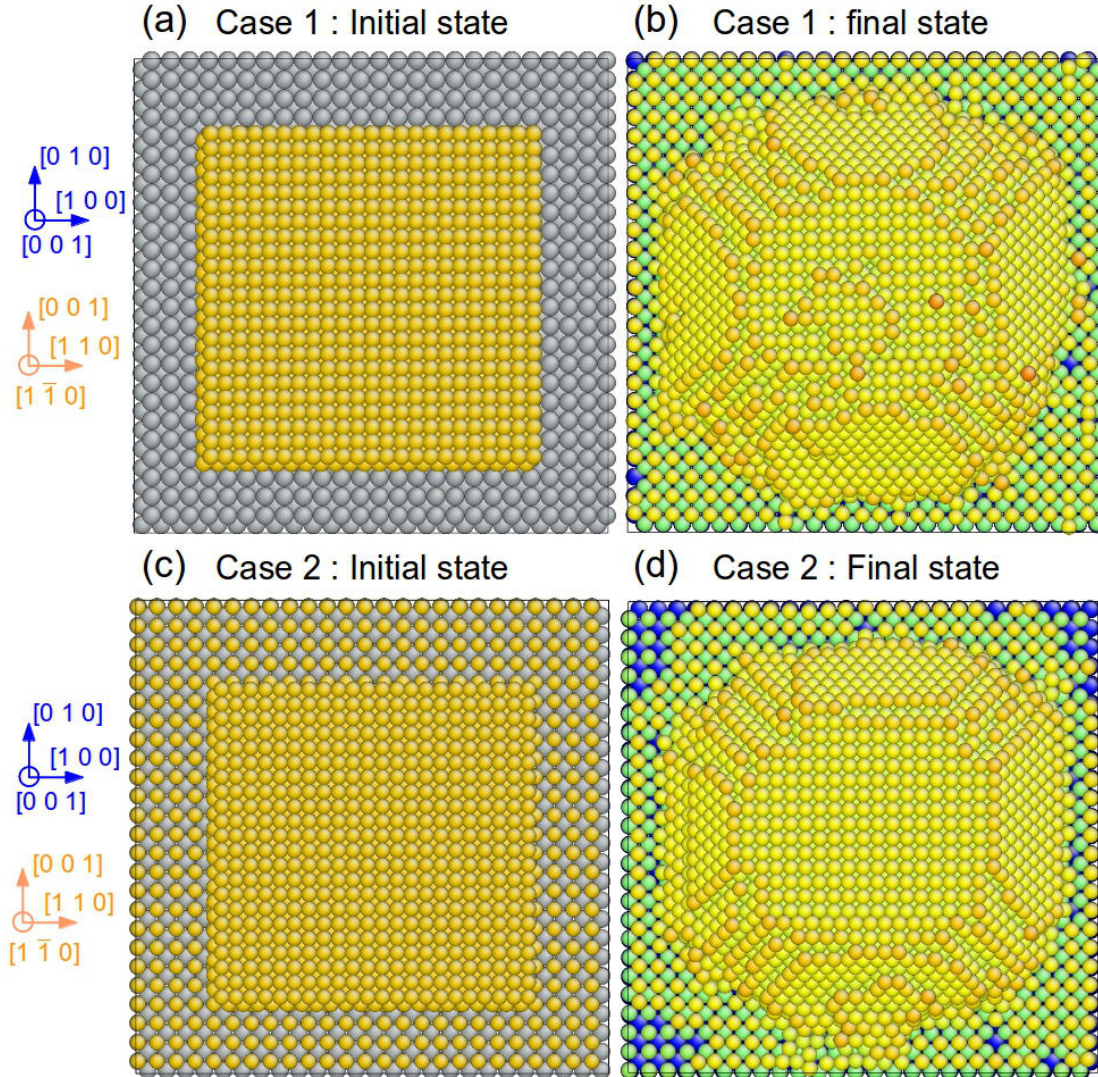 (a) Case 1 : Initial state
(b) Case 1 : final state
[0 1 0]
[1 0 0]
[0 0 1]
[0 0 1]
[1 1 0]
[1 1̅ 0]
(c) Case 2 : Initial state
(d) Case 2 : Final state
[0 1 0]
[1 0 0]
[0 0 1]
[0 0 1]
[1 1 0]
[1 1̅ 0]